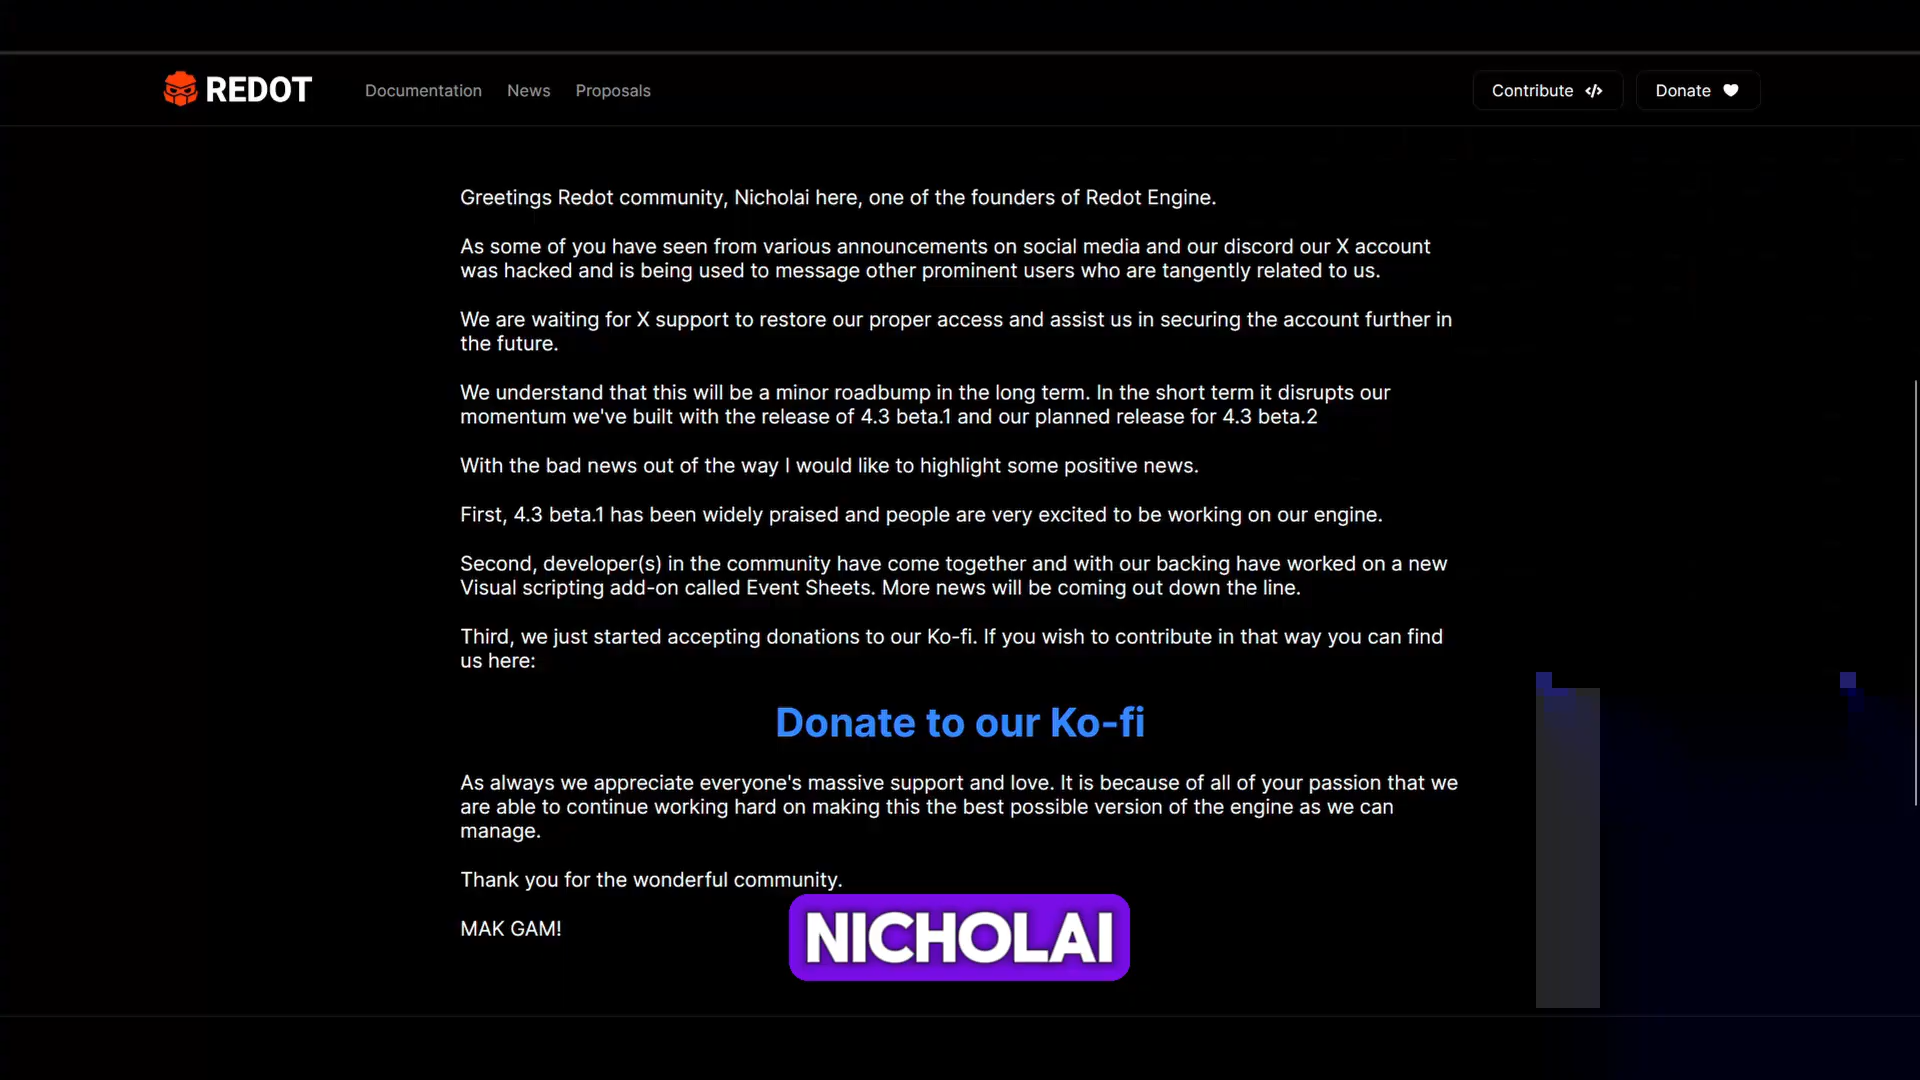 REDOT
Documentation News Proposals
Contribute </> Donate
Greetings Redot community, Nicholai here, one of the founders of Redot Engine.
As some of you have seen from various announcements on social media and our discord our X account
was hacked and is being used to message other prominent users who are tangently related to us.
We are waiting for X support to restore our proper access and assist us in securing the account further in
the future.
We understand that this will be a minor roadbump in the long term. In the short term it disrupts our
momentum we've built with the release of 4.3 beta.1 and our planned release for 4.3 beta.2
With the bad news out of the way I would like to highlight some positive news.
First, 4.3 beta.1 has been widely praised and people are very excited to be working on our engine.
Second, developer(s) in the community have come together and with our backing have worked on a new
Visual scripting add-on called Event Sheets. More news will be coming out down the line.
Third, we just started accepting donations to our Ko-fi. If you wish to contribute in that way you can find
us here:
Donate to our Ko-fi
As always we appreciate everyone's massive support and love. It is because of all of your passion that we
are able to continue working hard on making this the best possible version of the engine as we can
manage.
Thank you for the wonderful community.
MAK GAM!
NICHOLAI